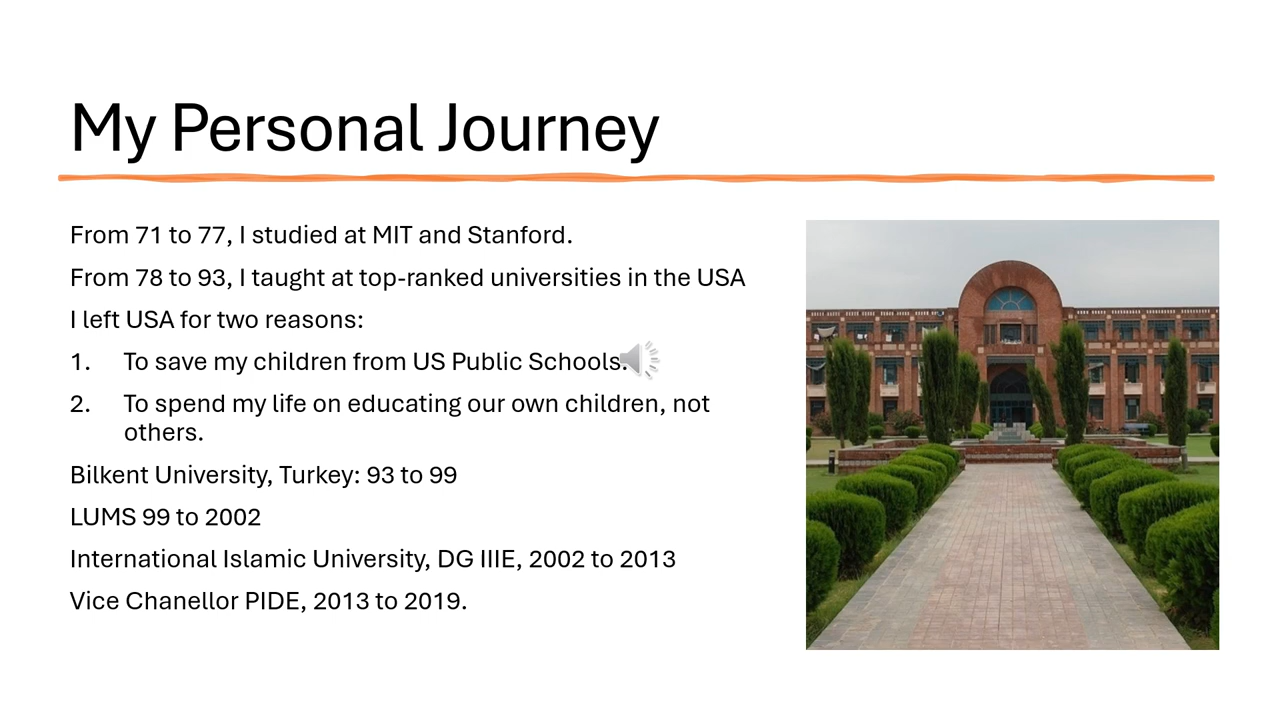 My Personal Journey
From 71 to 77, I studied at MIT and Stanford.
From 78 to 93, I taught at top-ranked universities in the USA
I left USA for two reasons:
1. To save my children from US Public Schools.
2. To spend my life on educating our own children, not
others.
Bilkent University, Turkey: 93 to 99
LUMS 99 to 2002
International Islamic University, DG IIIE, 2002 to 2013
Vice Chanellor PIDE, 2013 to 2019.